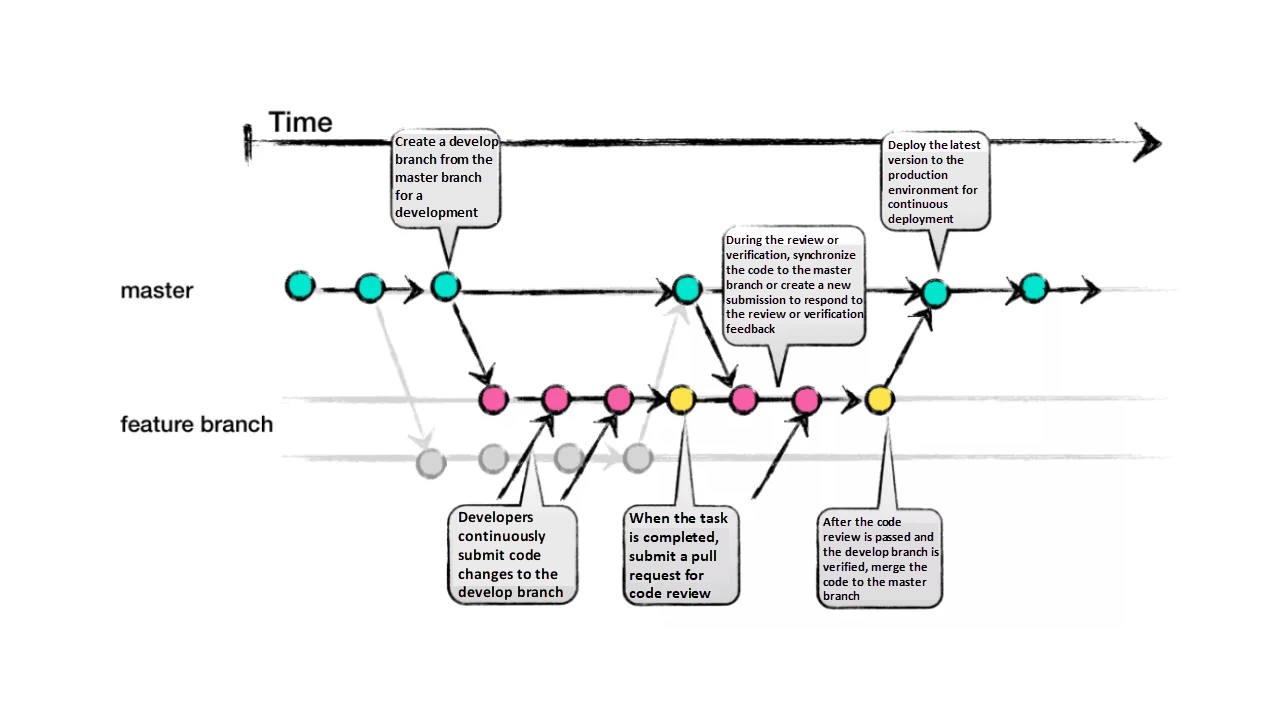 Time
Create a develop
branch from the
master branch
for a
development
Deploy the latest
version to the
production
environment for
continuous
deployment
During the review or
verification, synchronize
the code to the master
branch or create a new
submission to respond to
the review or verification
feedback
master
feature branch
Developers
continuously
submit code
changes to the
develop branch
When the task
is completed,
submit a pull
request for
code review
After the code
review is passed and
the develop branch is
verified, merge the
code to the master
branch